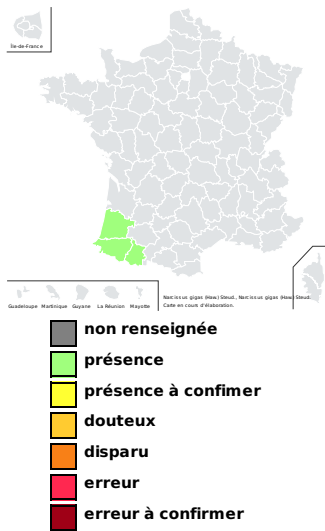 Île-de-France
Guadeloupe Martinique Guyane La Réunion Mayotte
Narcissus gigas (Haw.) Steud., Narcissus gigas (Haw.) Steud.
Carte en cours d'élaboration.
non renseignée
présence
présence à confimer
douteux
disparu
erreur
erreur à confirmer